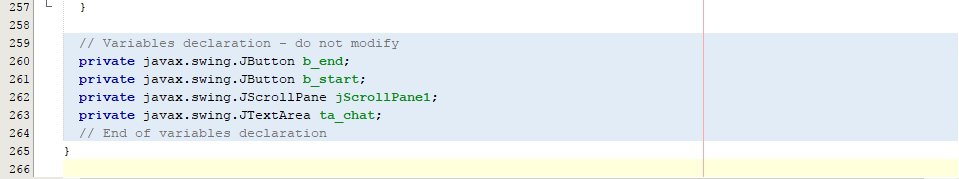 257 }
258
259 // Variables declaration - do not modify
260 private javax.swing.JButton b_end;
261 private javax.swing.JButton b_start;
262 private javax.swing.JScrollPane jScrollPane1;
263 private javax.swing.JTextArea ta_chat;
264 // End of variables declaration
265 }
266